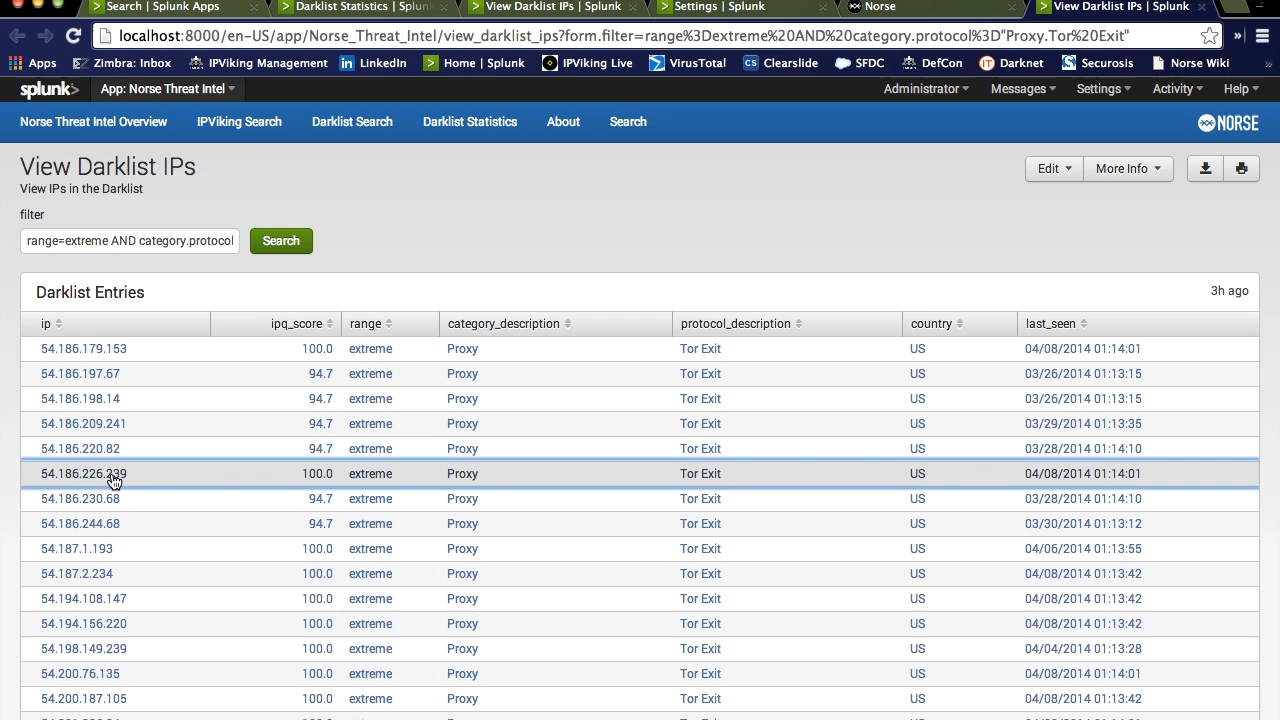 Search | Splunk Apps Darklist Statistics | Splunk View Darklist IPs | Splunk Settings | Splunk Norse View Darklist IPs | Splunk
localhost:8000/en-US/app/Norse_Threat_Intel/view_darklist_ips?form.filter=range%3Dextreme%20AND%20category.protocol%3D"Proxy.Tor%20Exit" »
Apps Zimbra: Inbox IPViking Management in LinkedIn > Home | Splunk IPViking Live VirusTotal CS Clearslide SFDC DefCon IT Darknet Securosis Norse Wiki »
splunk> App: Norse Threat Intel Administrator Messages Settings Activity Help
Norse Threat Intel Overview IPViking Search Darklist Search Darklist Statistics About Search NORSE
View Darklist IPs Edit More Info
View IPs in the Darklist
filter
range=extreme AND category.protocol Search
Darklist Entries 3h ago
ip ipq_score range category_description protocol_description country last_seen
54.186.179.153 100.0 extreme Proxy Tor Exit US 04/08/2014 01:14:01
54.186.197.67 94.7 extreme Proxy Tor Exit US 03/26/2014 01:13:15
54.186.198.14 94.7 extreme Proxy Tor Exit US 03/26/2014 01:13:15
54.186.209.241 94.7 extreme Proxy Tor Exit US 03/29/2014 01:13:35
54.186.220.82 94.7 extreme Proxy Tor Exit US 03/28/2014 01:14:10
54.186.226.239 100.0 extreme Proxy Tor Exit US 04/08/2014 01:14:01
54.186.230.68 94.7 extreme Proxy Tor Exit US 03/28/2014 01:14:10
54.186.244.68 94.7 extreme Proxy Tor Exit US 03/30/2014 01:13:12
54.187.1.193 100.0 extreme Proxy Tor Exit US 04/06/2014 01:13:55
54.187.2.234 100.0 extreme Proxy Tor Exit US 04/08/2014 01:13:42
54.194.108.147 100.0 extreme Proxy Tor Exit US 04/08/2014 01:13:42
54.194.156.220 100.0 extreme Proxy Tor Exit US 04/08/2014 01:13:42
54.198.149.239 100.0 extreme Proxy Tor Exit US 04/04/2014 01:13:28
54.200.76.135 100.0 extreme Proxy Tor Exit US 04/08/2014 01:14:01
54.200.187.105 100.0 extreme Proxy Tor Exit US 04/08/2014 01:13:42